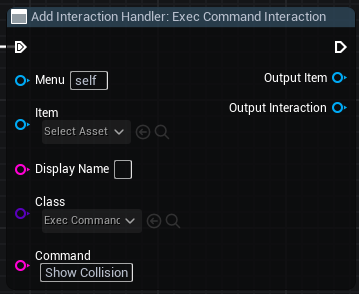 Add Interaction Handler: Exec Command Interaction
Menu self
Output Item
Output Interaction
Item
Select Asset
Display Name
Class
Exec Commanc
Command
Show Collision